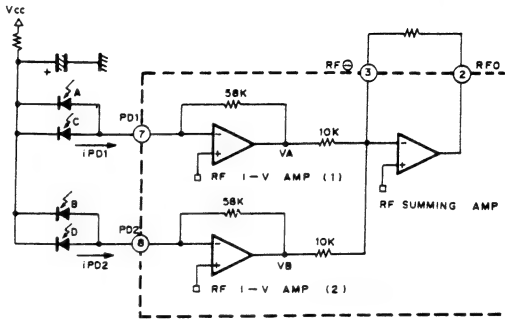 Vcc
+
A
C
PD1
7
iPD1
58K
-
+
VA
10K
RF I-V AMP (1)
RF ⊖
3
2
RFO
-
+
RF SUMMING AMP
B
D
PD2
8
iPD2
58K
-
+
VB
10K
RF I-V AMP (2)